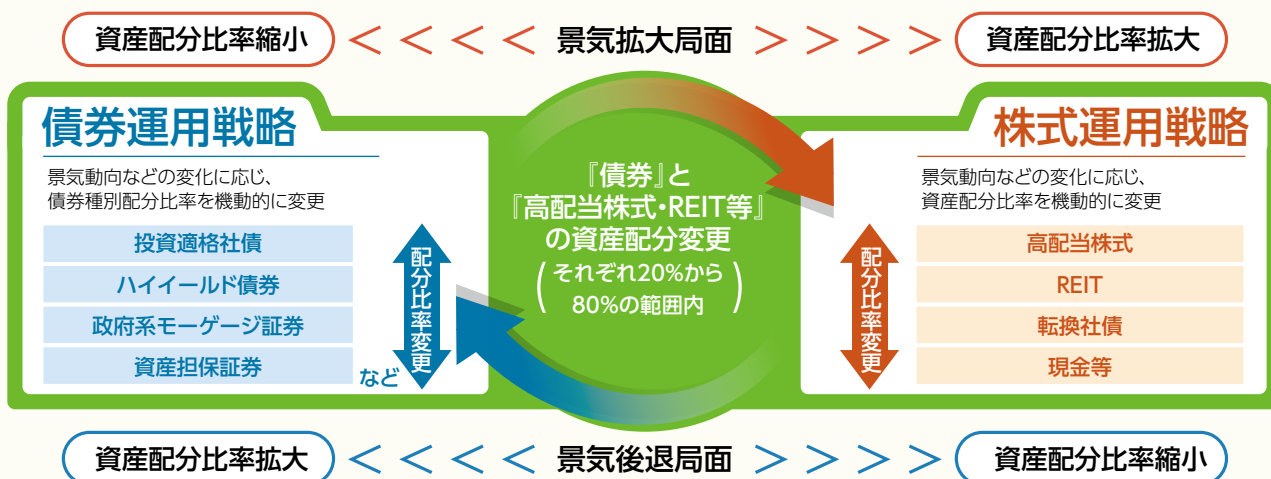 資産配分比率縮小 ＜ ＜ ＜ ＜ ＜ 景気拡大局面 ＞ ＞ ＞ ＞ ＞ 資産配分比率拡大
債券運用戦略
景気動向などの変化に応じ、
債券種別配分比率を機動的に変更
投資適格社債
ハイイールド債券
政府系モーゲージ証券
資産担保証券
など
配分比率変更
『債券』と
『高配当株式・REIT等』
の資産配分変更
(それぞれ20%から
80%の範囲内)
株式運用戦略
景気動向などの変化に応じ、
資産配分比率を機動的に変更
配分比率変更
高配当株式
REIT
転換社債
現金等
資産配分比率拡大 ＜ ＜ ＜ ＜ ＜ 景気後退局面 ＞ ＞ ＞ ＞ ＞ 資産配分比率縮小